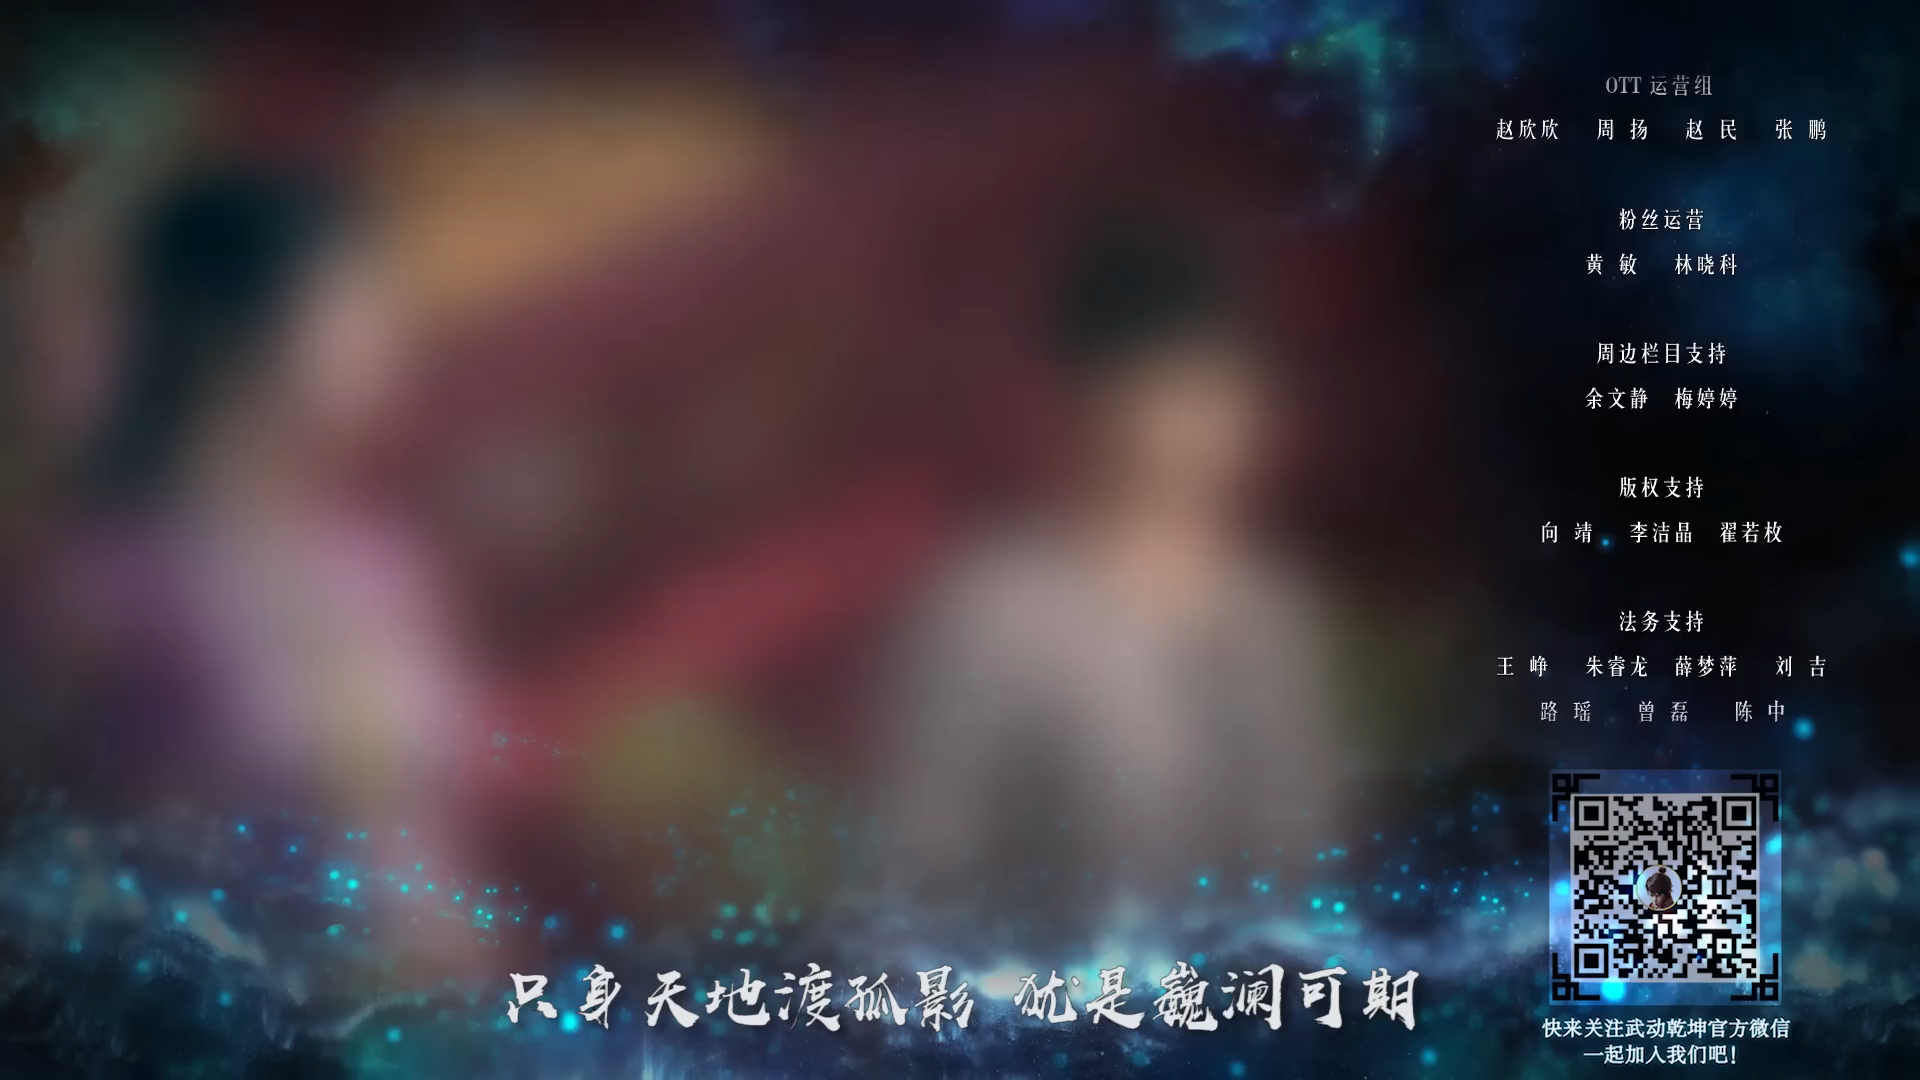 OTT 运营组
赵欣欣 周扬 赵民 张鹏
粉丝运营
黄敏 林晓科
周边栏目支持
余文静 梅婷婷
版权支持
向靖 李洁晶 翟若枚
法务支持
王峥 朱睿龙 薛梦萍 刘吉
路瑶 曾磊 陈中
只身天地渡孤影 犹是巍澜可期
快来关注武动乾坤官方微信
一起加入我们吧!